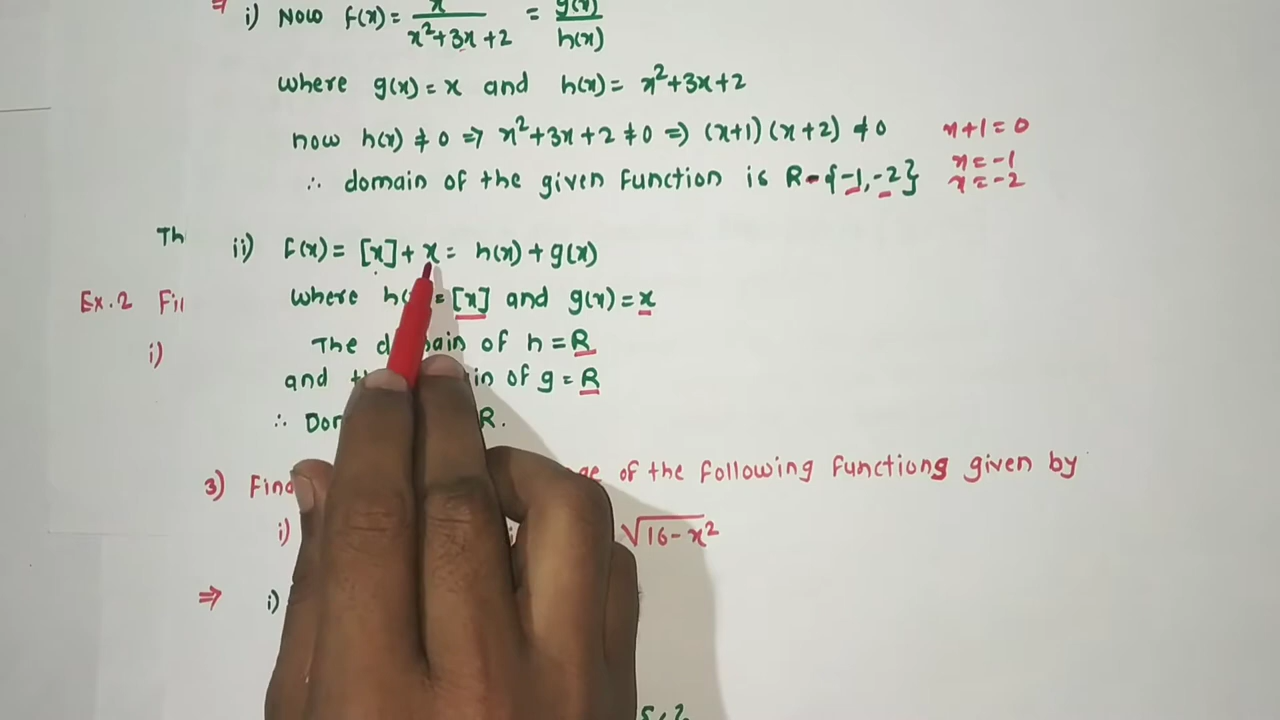 ⇒ i) Now f(x) = x / x²+3x+2 = g(x) / h(x)
where g(x) = x and h(x) = x²+3x+2
now h(x) ≠ 0 ⇒ x²+3x+2 ≠ 0 ⇒ (x+1) (x+2) ≠ 0 x+1 = 0
x = -1
∴ domain of the given function is R - {-1, -2} x = -2
Th ii) f(x) = [x] + x = h(x) + g(x)
Ex.2 where = [x] and g(x) = x
i) The of h = R
and of g = R
∴ R.
3) Find of the following functions given by
i) √16-x²
⇒ i)